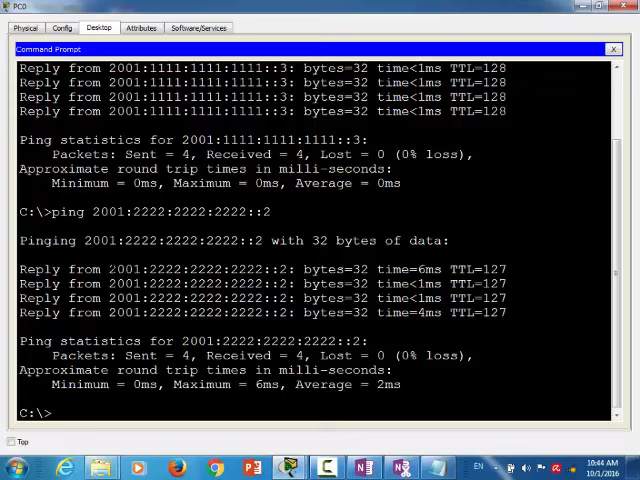 PC0
Physical Config Desktop Attributes Software/Services
Command Prompt X
Reply from 2001:1111:1111:1111::3: bytes=32 time<1ms TTL=128
Reply from 2001:1111:1111:1111::3: bytes=32 time<1ms TTL=128
Reply from 2001:1111:1111:1111::3: bytes=32 time<1ms TTL=128
Reply from 2001:1111:1111:1111::3: bytes=32 time<1ms TTL=128
Ping statistics for 2001:1111:1111:1111::3:
Packets: Sent = 4, Received = 4, Lost = 0 (0% loss),
Approximate round trip times in milli-seconds:
Minimum = 0ms, Maximum = 0ms, Average = 0ms
C:\>ping 2001:2222:2222:2222::2
Pinging 2001:2222:2222:2222::2 with 32 bytes of data:
Reply from 2001:2222:2222:2222::2: bytes=32 time=6ms TTL=127
Reply from 2001:2222:2222:2222::2: bytes=32 time<1ms TTL=127
Reply from 2001:2222:2222:2222::2: bytes=32 time<1ms TTL=127
Reply from 2001:2222:2222:2222::2: bytes=32 time=4ms TTL=127
Ping statistics for 2001:2222:2222:2222::2:
Packets: Sent = 4, Received = 4, Lost = 0 (0% loss),
Approximate round trip times in milli-seconds:
Minimum = 0ms, Maximum = 6ms, Average = 2ms
C:\>
Top
EN
10:44 AM
10/1/2016